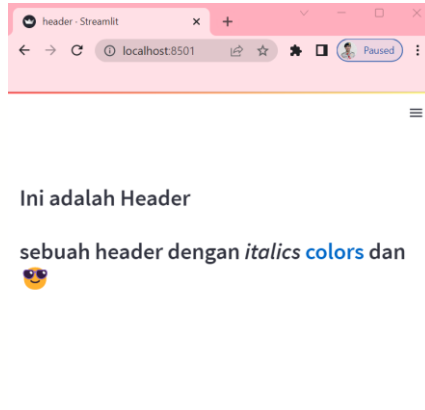 header · Streamlit
localhost:8501
Paused
Ini adalah Header
sebuah header dengan italics colors dan
😎